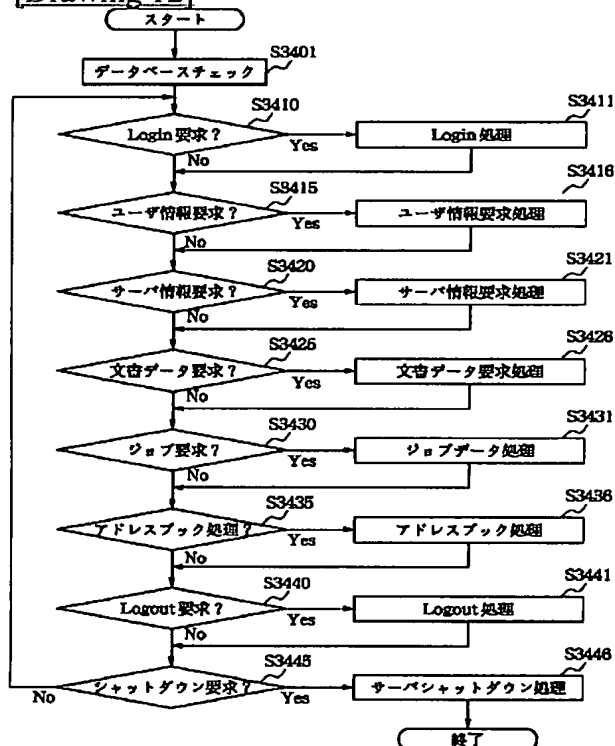 [Drawing 12]
スタート
S3401
データベースチェック
S3410
S3411
Login要求?
Yes
Login処理
No
S3415
S3416
ユーザ情報要求?
Yes
ユーザ情報要求処理
No
S3420
S3421
サーバ情報要求?
Yes
サーバ情報要求処理
No
S3425
S3426
文書データ要求?
Yes
文書データ要求処理
No
S3430
S3431
ジョブ要求?
Yes
ジョブデータ処理
No
S3435
S3436
アドレスブック処理?
Yes
アドレスブック処理
No
S3440
S3441
Logout要求?
Yes
Logout処理
No
S3445
S3446
No
シャットダウン要求?
Yes
サーバシャットダウン処理
終了